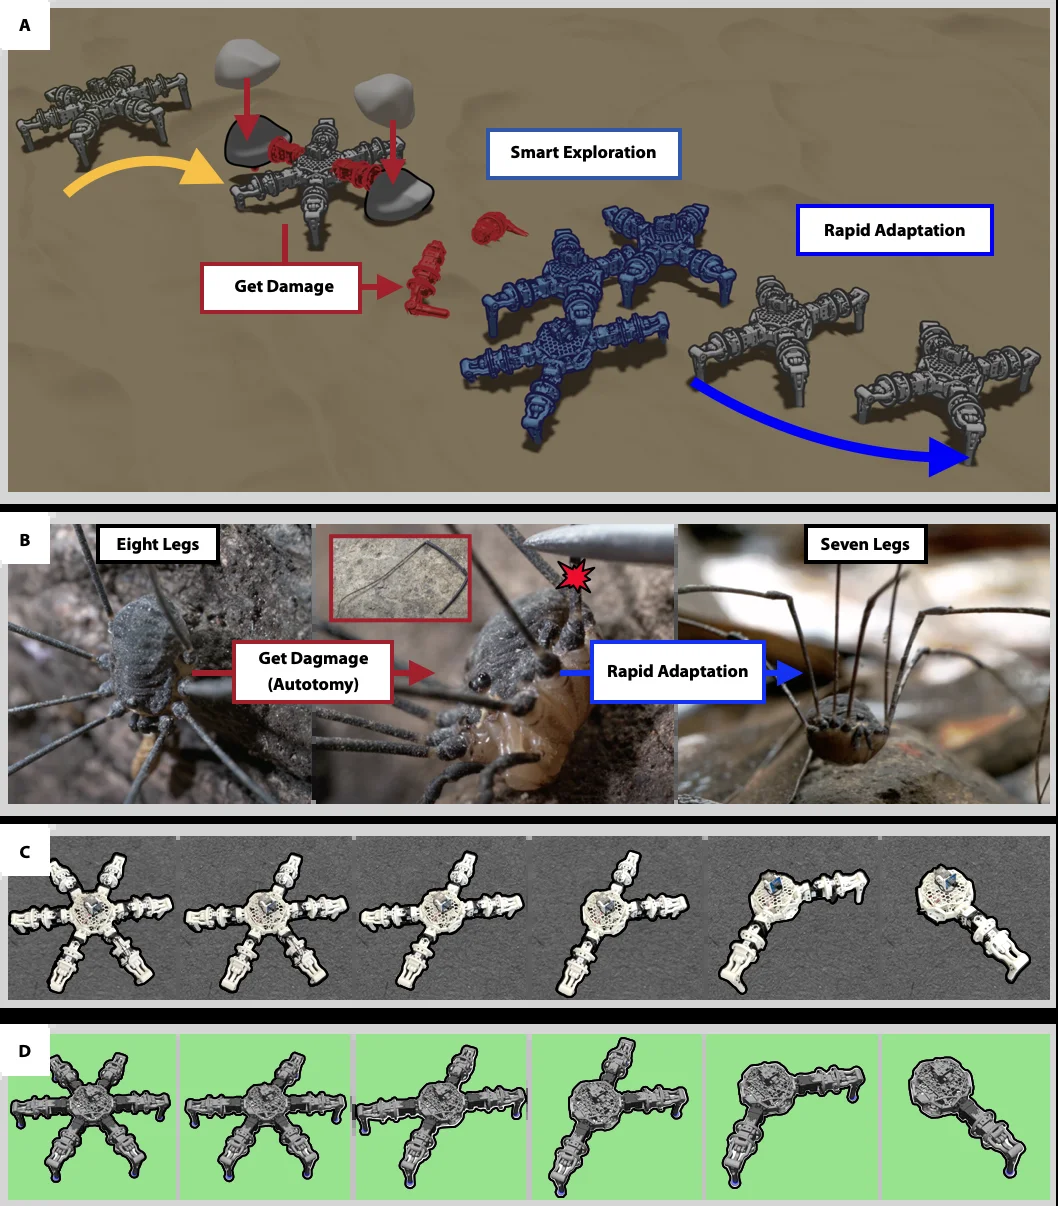 A
Smart Exploration
Rapid Adaptation
Get Damage
B
Eight Legs
Seven Legs
Get Dagmage
(Autotomy)
Rapid Adaptation
C
D